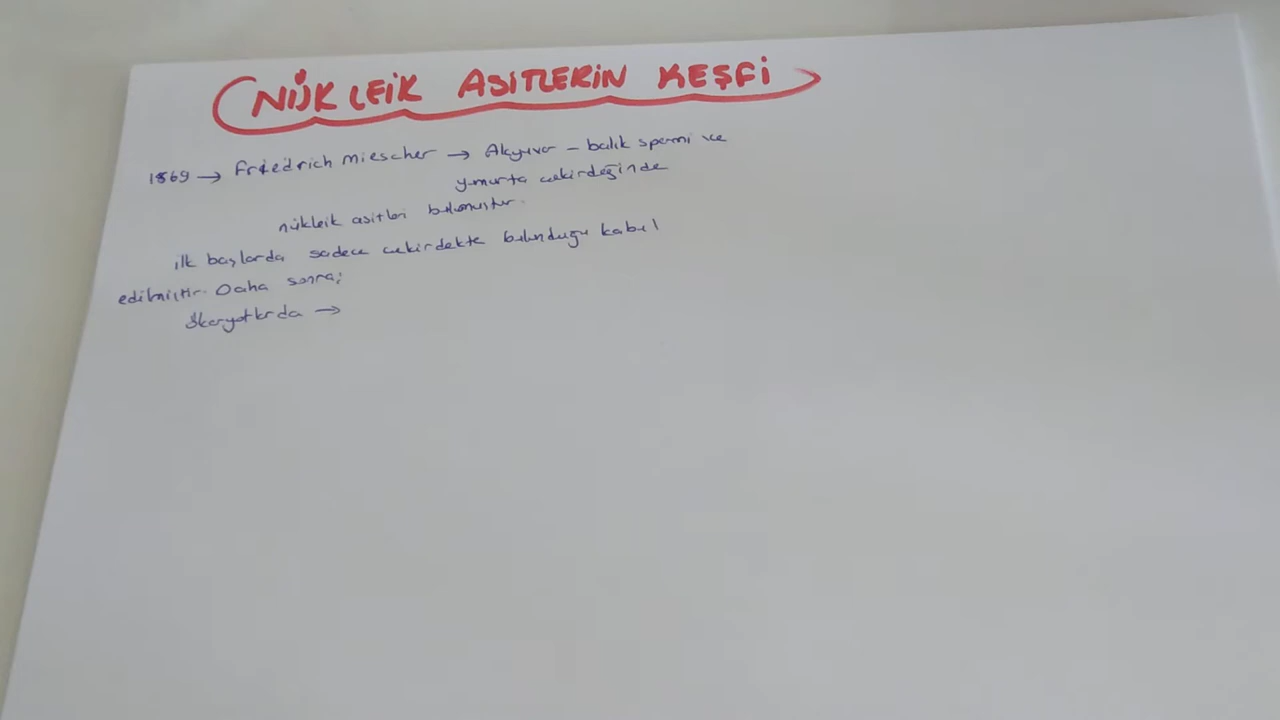 NÜKLEİK ASİTLERİN KEŞFİ
1869 → Friedrich Miescher → Akyuvar - balık spermi ve
yumurta çekirdeğinde
nükleik asitleri bulmuştur.
ilk başlarda sadece çekirdekte bulunduğu kabul
edilmiştir. Daha sonra;
ökaryotlarda →